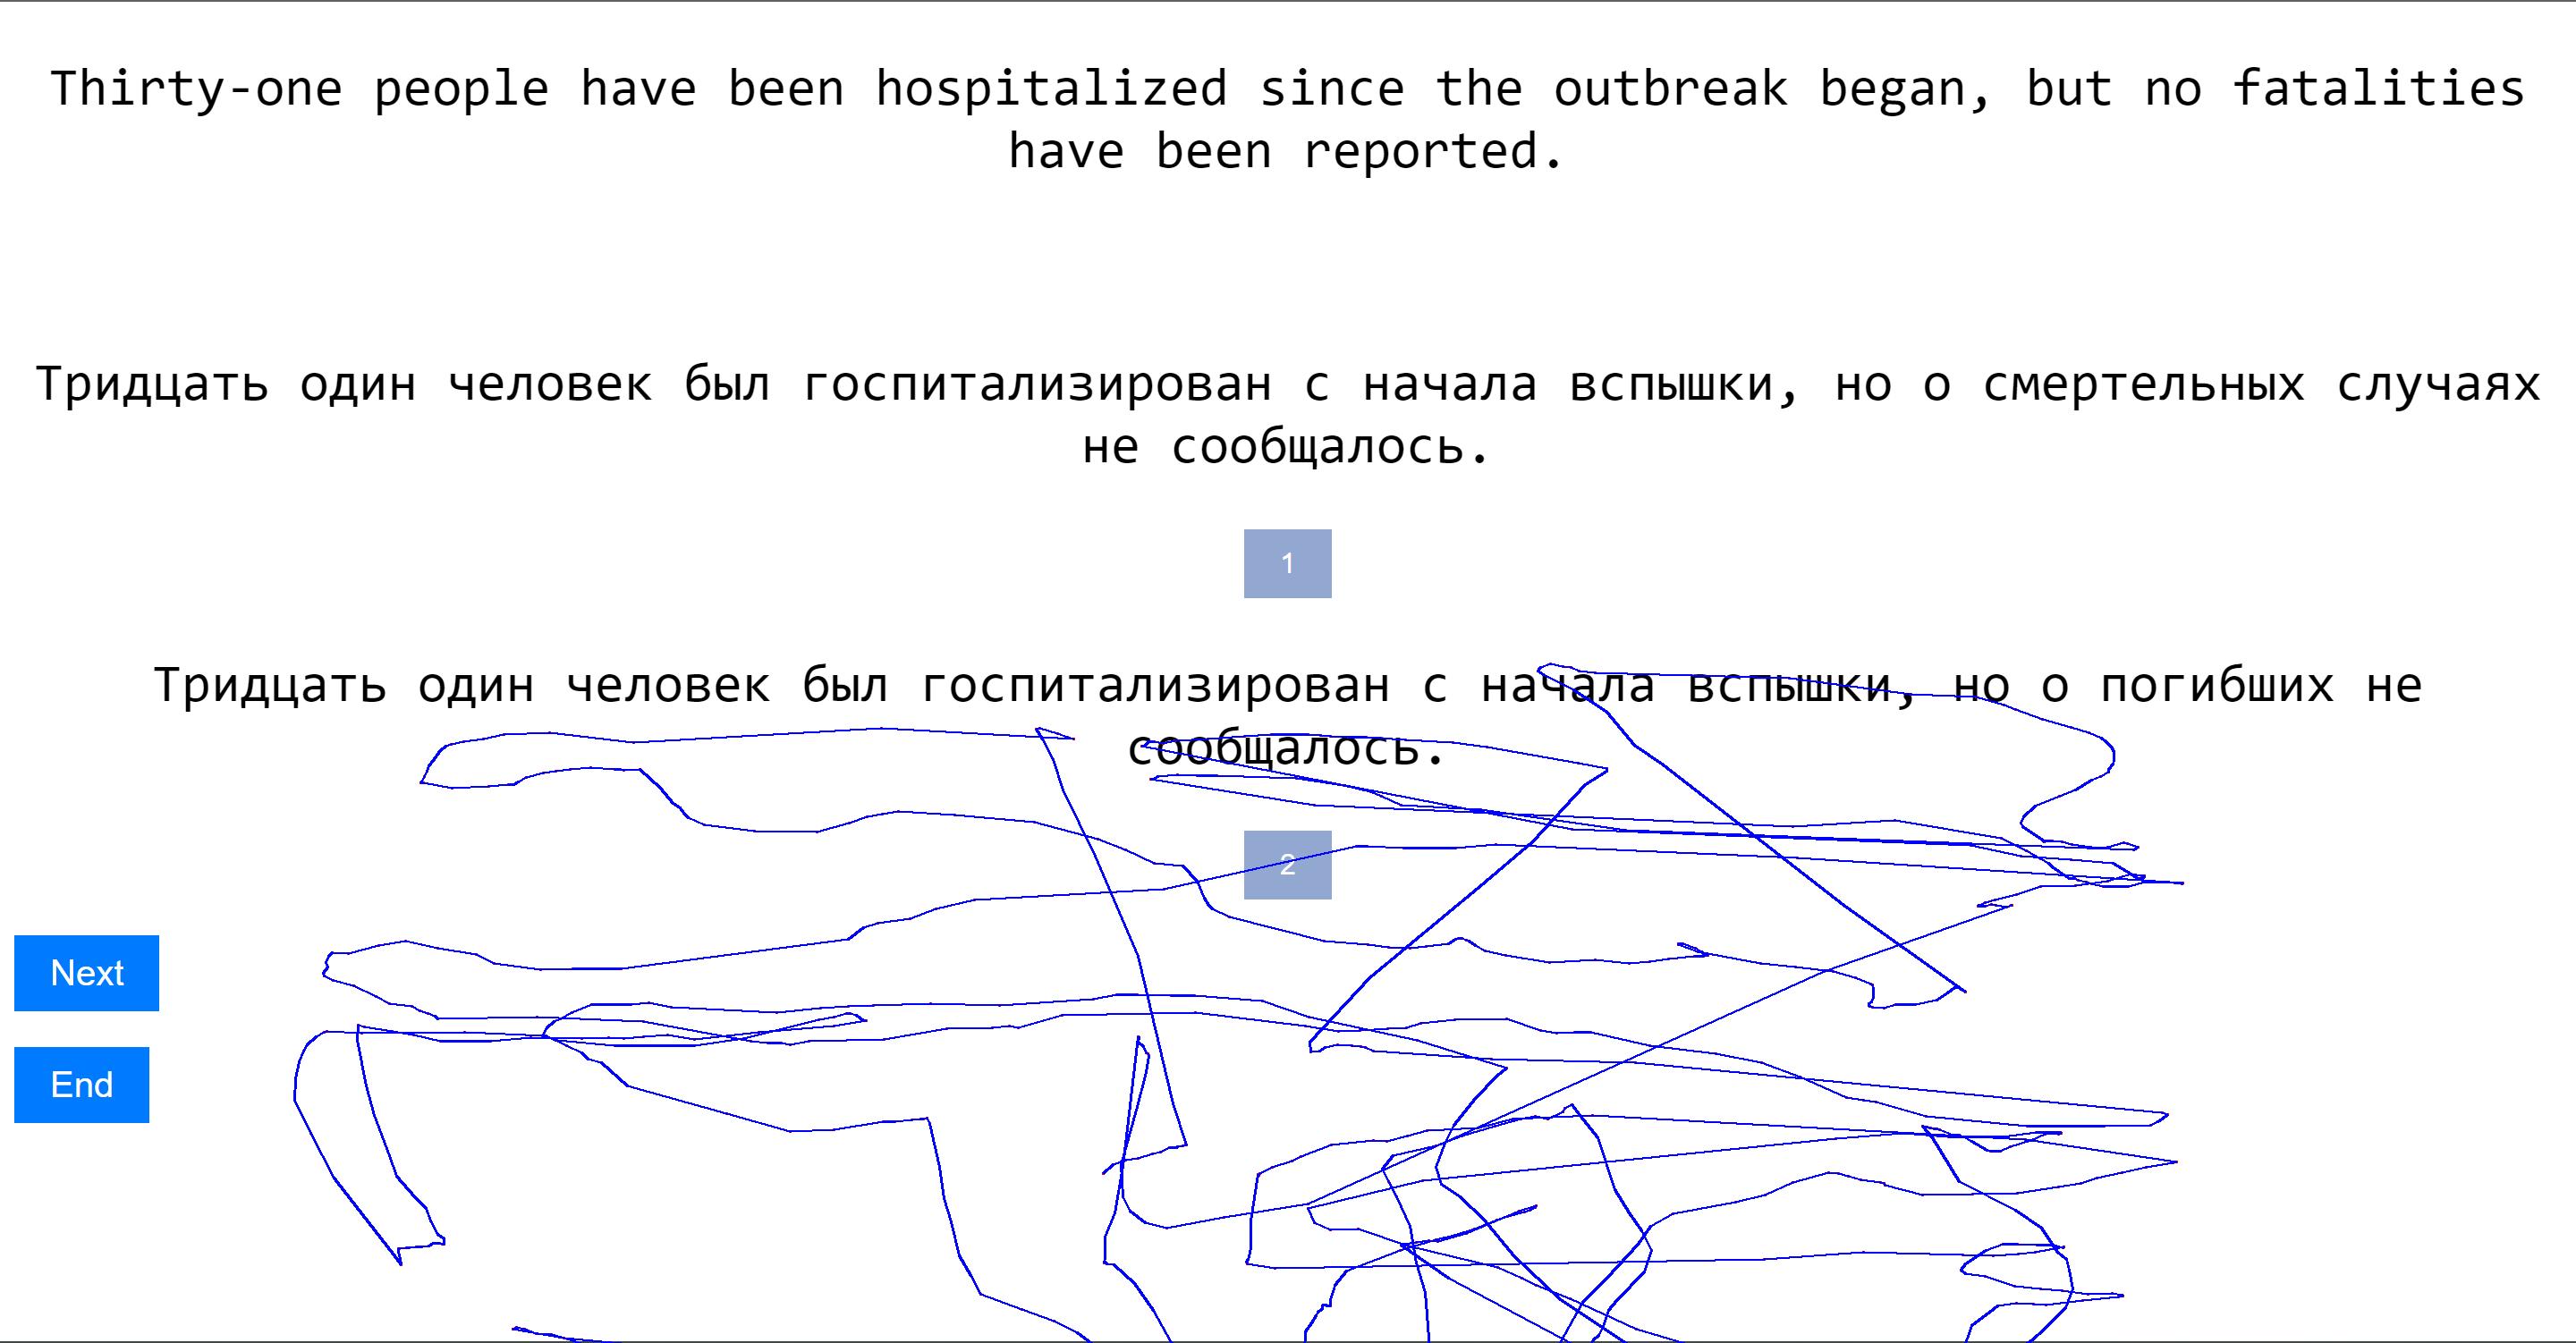 Thirty-one people have been hospitalized since the outbreak began, but no fatalities
have been reported.
Тридцать один человек был госпитализирован с начала вспышки, но о смертельных случаях
не сообщалось.
1
Тридцать один человек был госпитализирован с начала вспышки, но о погибших не
сообщалось.
2
Next
End